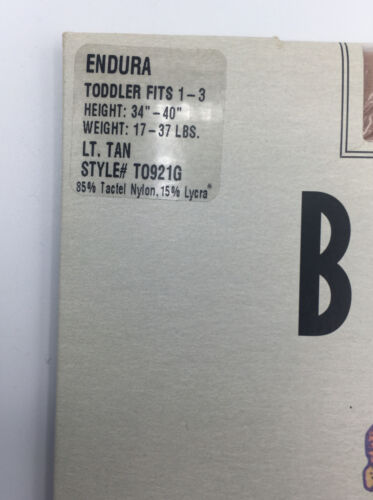 ENDURA
TODDLER FITS 1-3
HEIGHT: 34"-40"
WEIGHT: 17-37 LBS.
LT. TAN
STYLE# TO921G
85% Tactel Nylon, 15% Lycra®
B